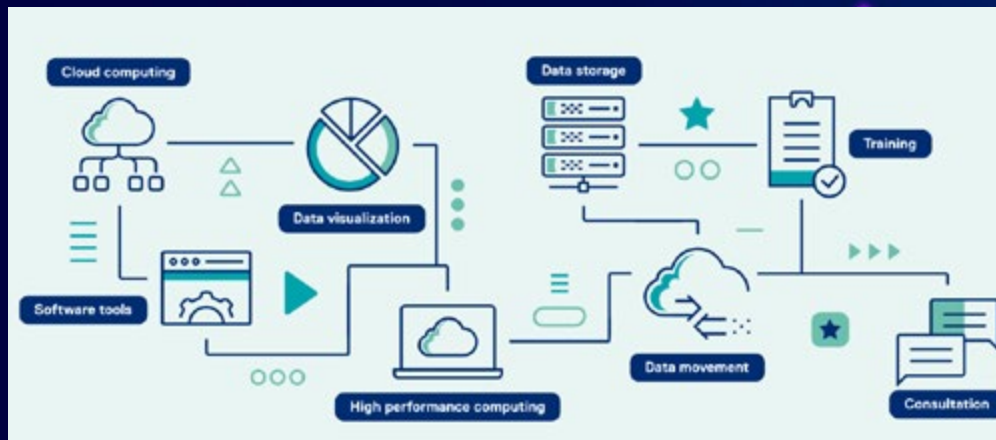 Cloud computing
Data storage
Training
Data visualization
Software tools
Data movement
High performance computing
Consultation